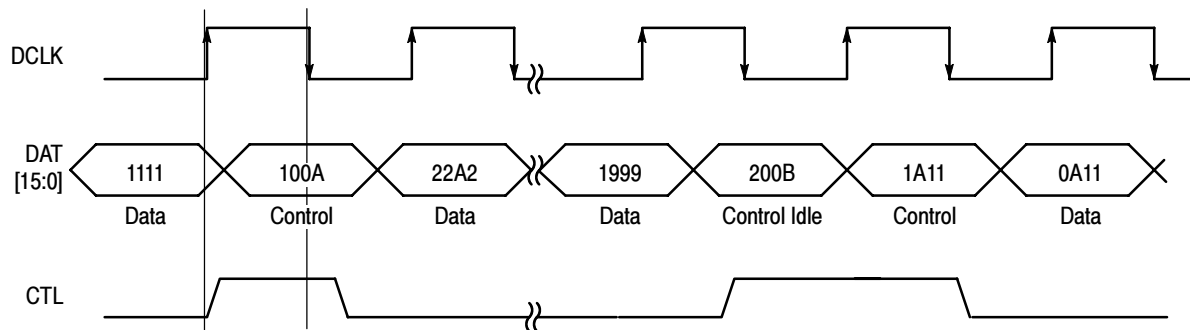 DCLK
DAT
[15:0]
1111 100A 22A2 1999 200B 1A11 0A11
Data Control Data Data Control Idle Control Data
CTL